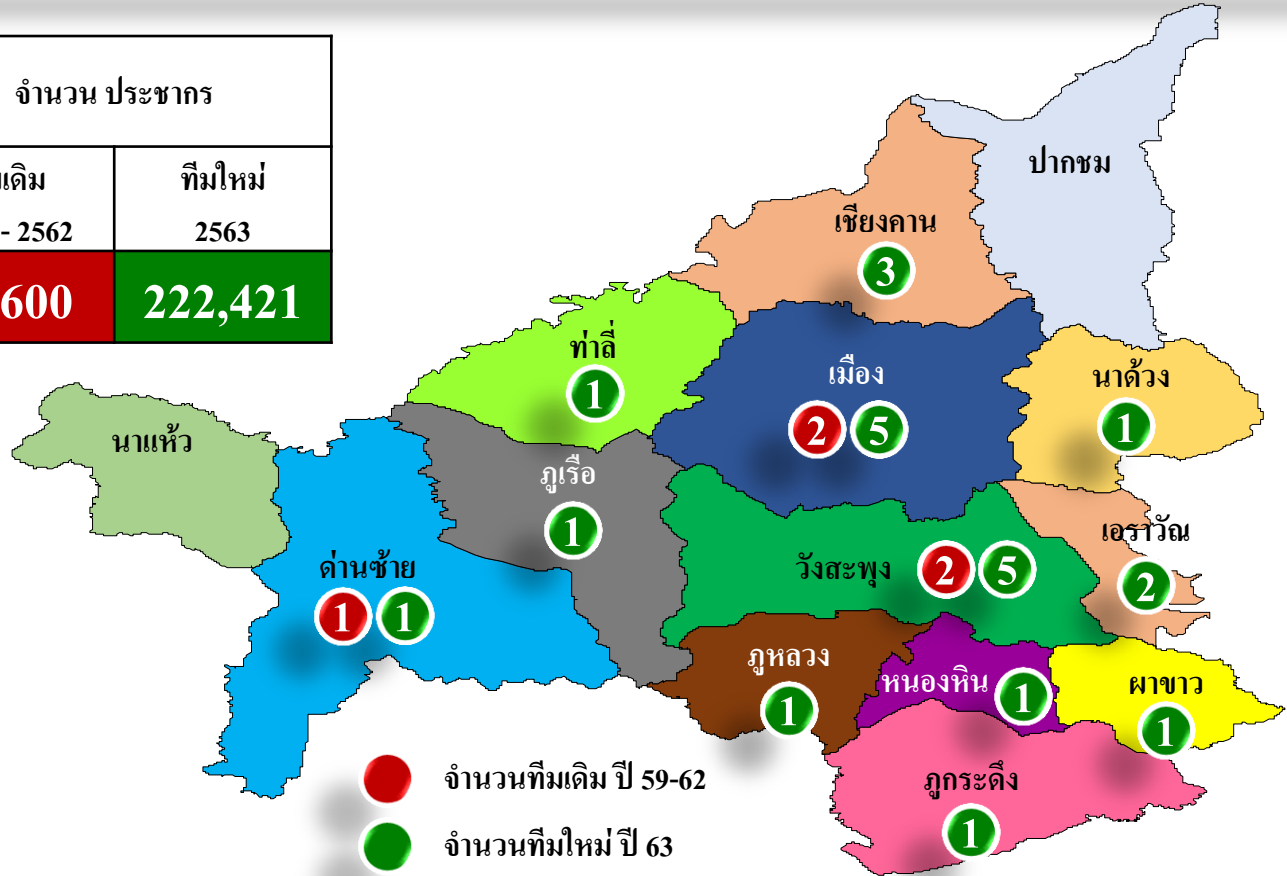 จำนวน ประชากร
ทีมใหม่
- 2562
2563
600
222,421
ปากชม
เชียงคาน
3
ท่าลี่
1
เมือง
2 5
นาด้วง
1
นาแห้ว
ภูเรือ
1
ด่านซ้าย
1 1
วังสะพุง 2 5
เอราวัณ
2
ภูหลวง
1
หนองหิน 1
ผาขาว
1
ภูกระดึง
1
จำนวนทีมเดิม ปี 59-62
จำนวนทีมใหม่ ปี 63